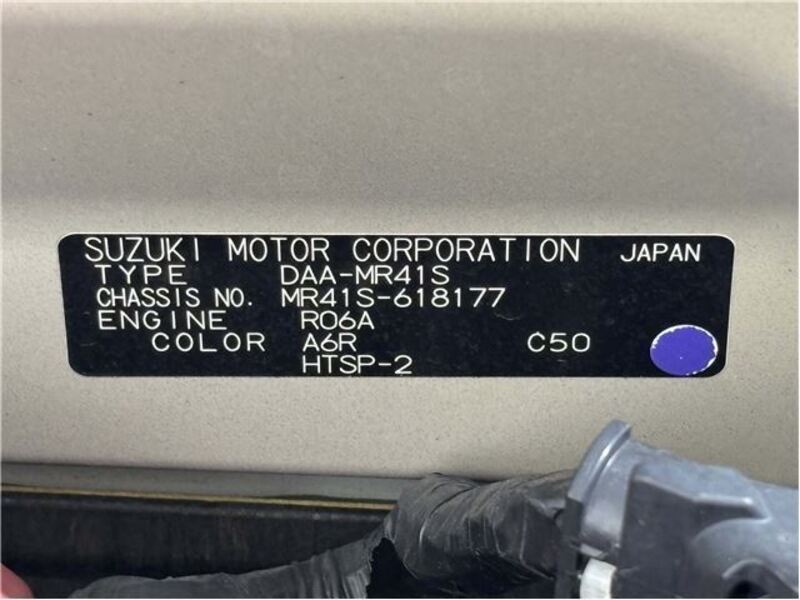 SUZUKI MOTOR CORPORATION JAPAN
TYPE DAA-MR41S
CHASSIS NO. MR41S-618177
ENGINE R06A
COLOR A6R C50
HTSP-2